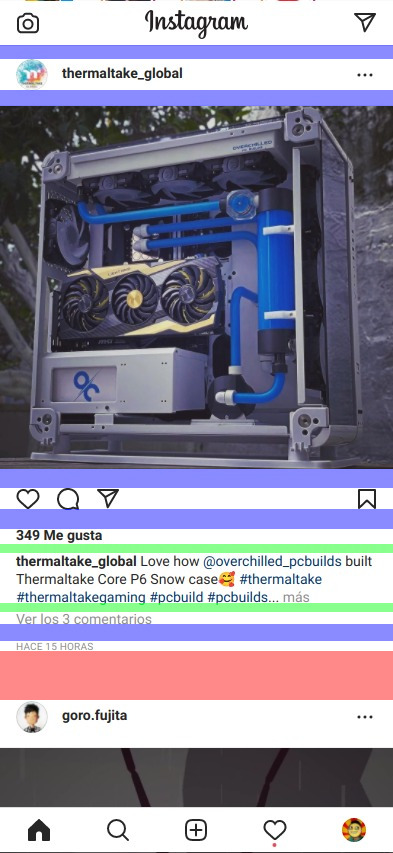 Instagram
thermaltake_global
OVERCHILLED
349 Me gusta
thermaltake_global Love how @overchilled_pcbuilds built
Thermaltake Core P6 Snow case🥰 #thermaltake
#thermaltakegaming #pcbuild #pcbuilds... más
Ver los 3 comentarios
HACE 15 HORAS
goro.fujita